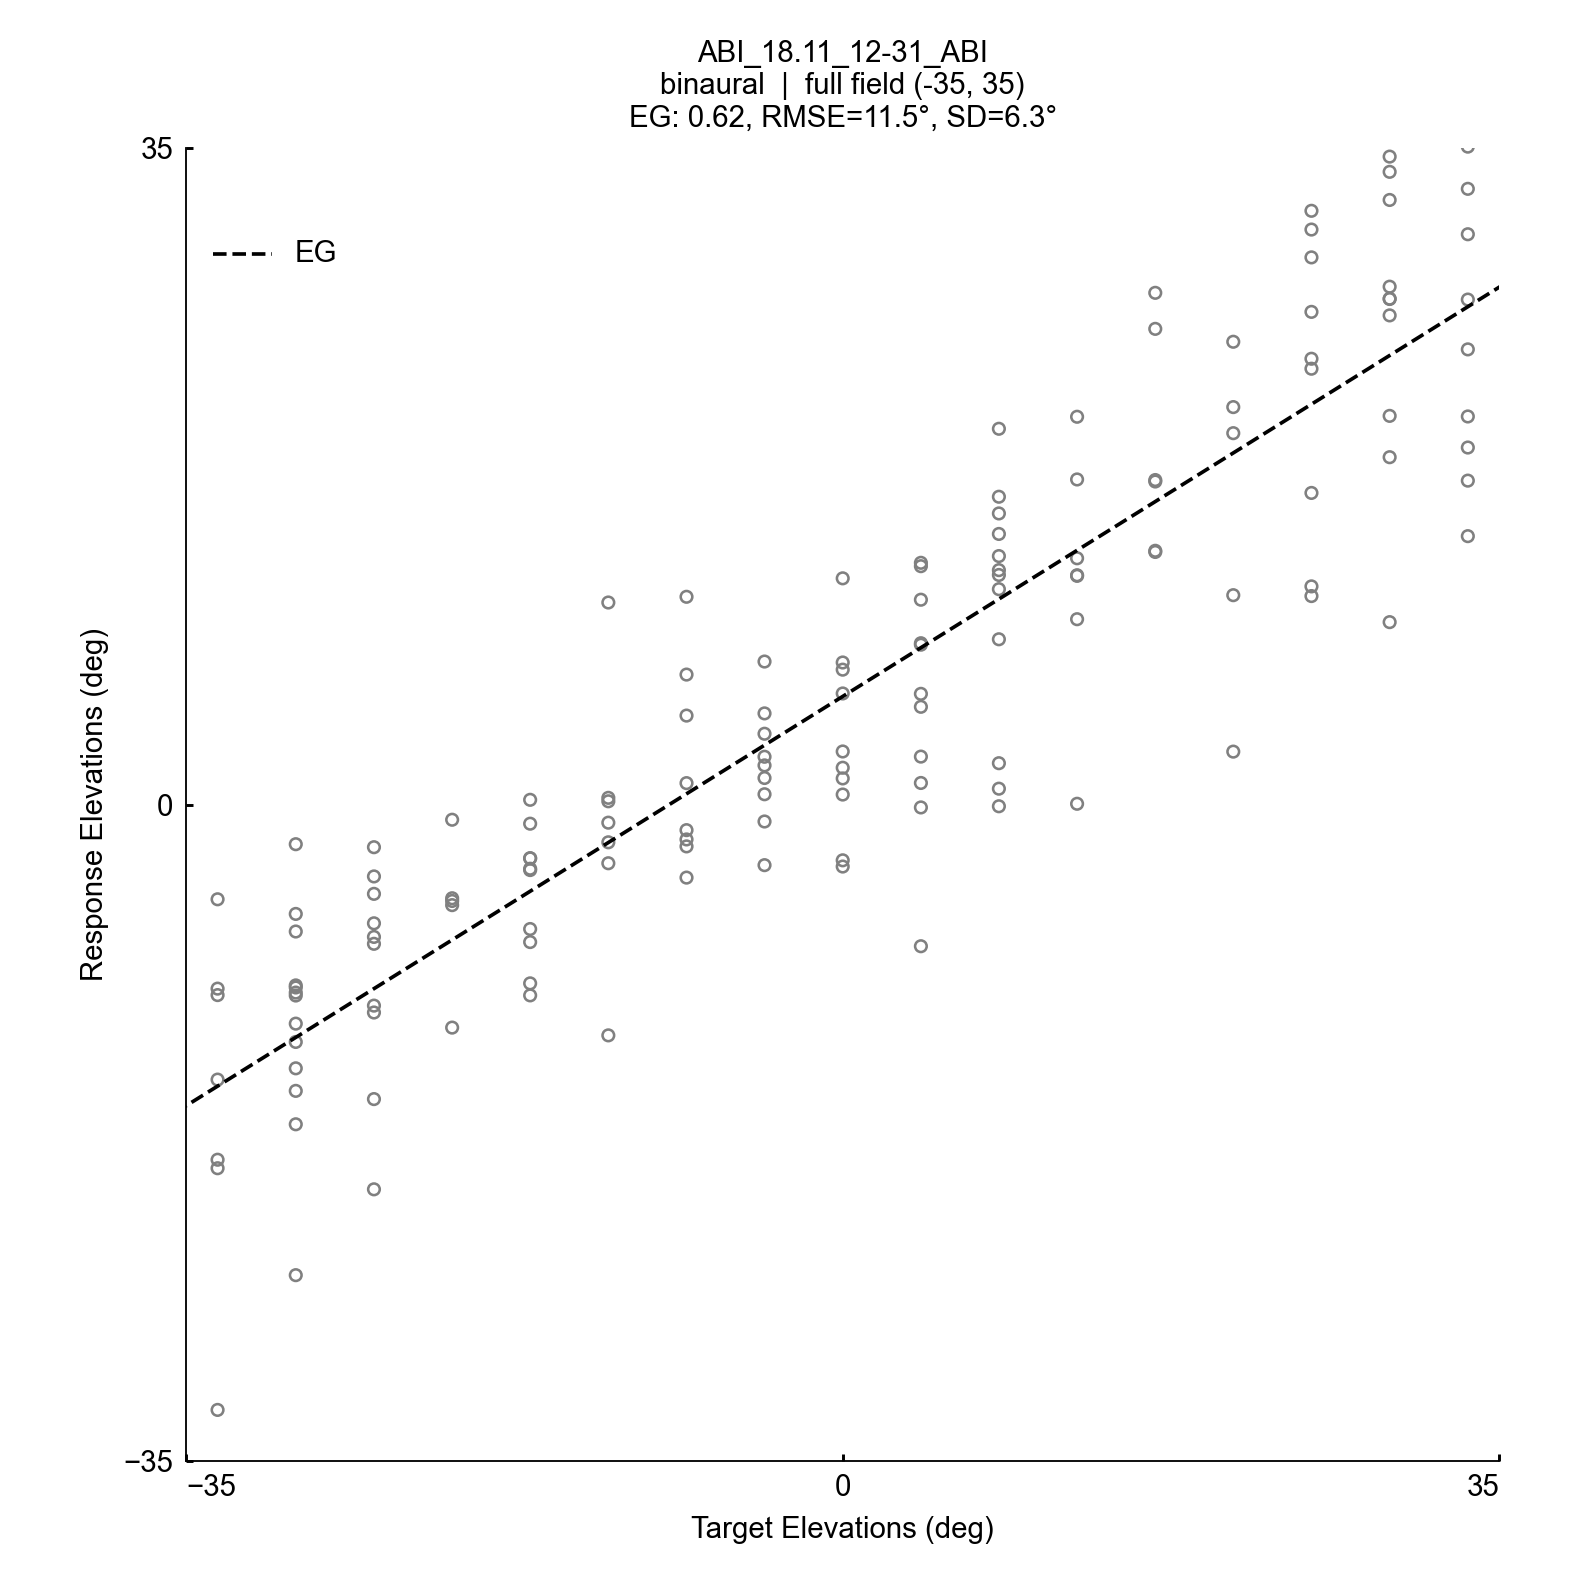 ABI_18.11_12-31_ABI
binaural | full field (-35, 35)
EG: 0.62, RMSE=11.5°, SD=6.3°
35
EG
Response Elevations (deg)
0
−35
−35
0
35
Target Elevations (deg)